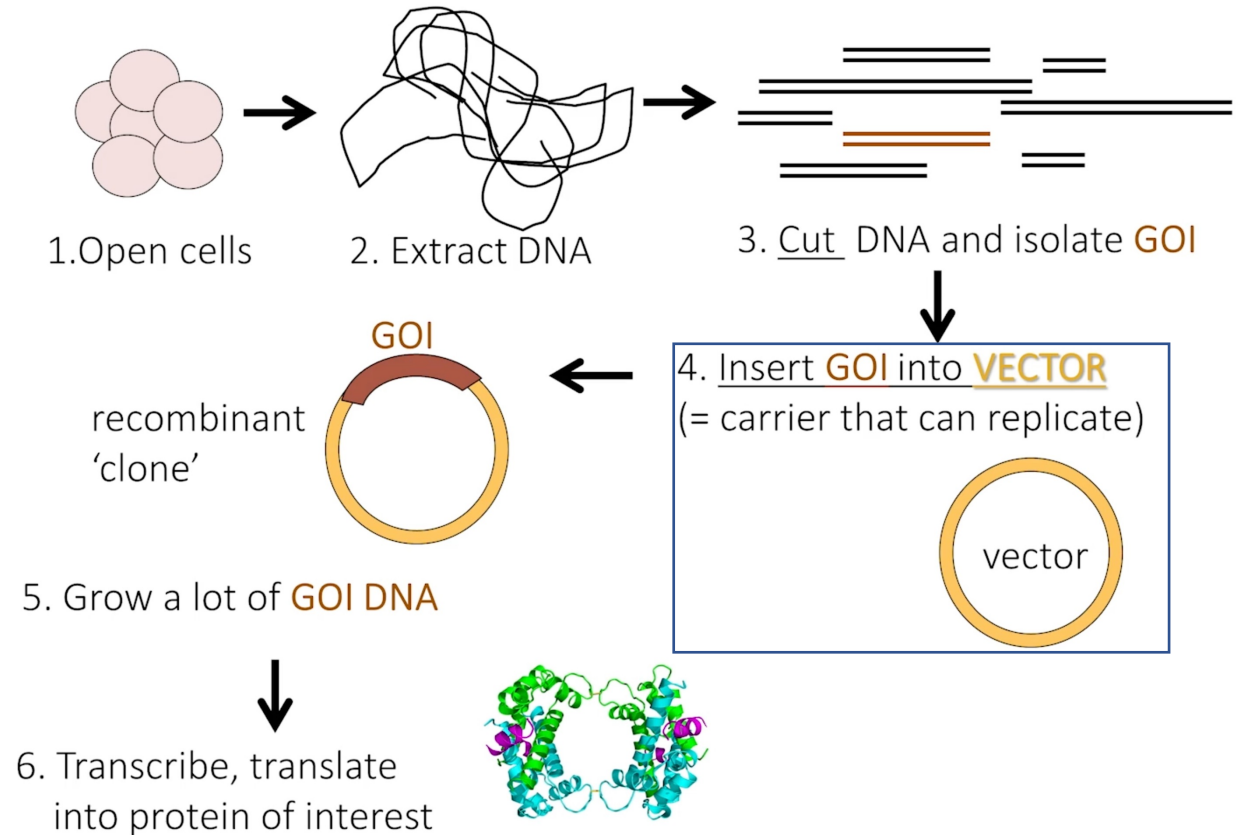 1.Open cells
2. Extract DNA
3. Cut DNA and isolate GOI
4. Insert GOI into VECTOR
(= carrier that can replicate)
vector
GOI
recombinant
‘clone’
5. Grow a lot of GOI DNA
6. Transcribe, translate
into protein of interest